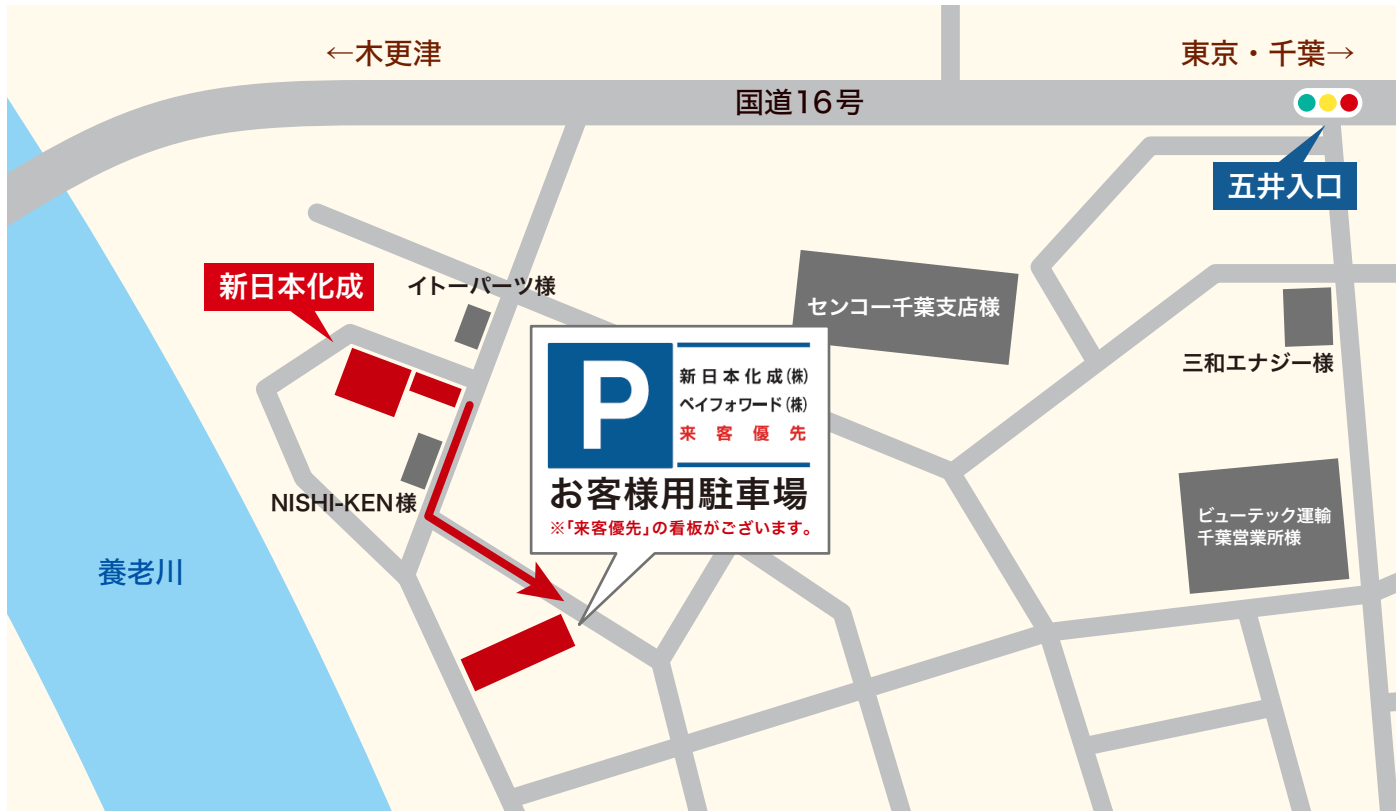 ←木更津
東京・千葉→
国道16号
五井入口
新日本化成
イトーパーツ様
センコー千葉支店様
三和エナジー様
P
新日本化成(株)
ペイフォワード(株)
来客優先
お客様用駐車場
※「来客優先」の看板がございます。
NISHI-KEN様
ビューテック運輸
千葉営業所様
養老川